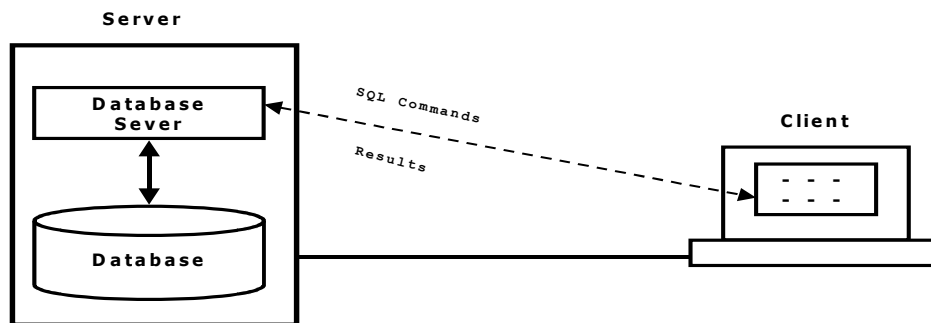 Server
Database
Sever
SQL Commands
Results
Client
- - -
- - -
Database